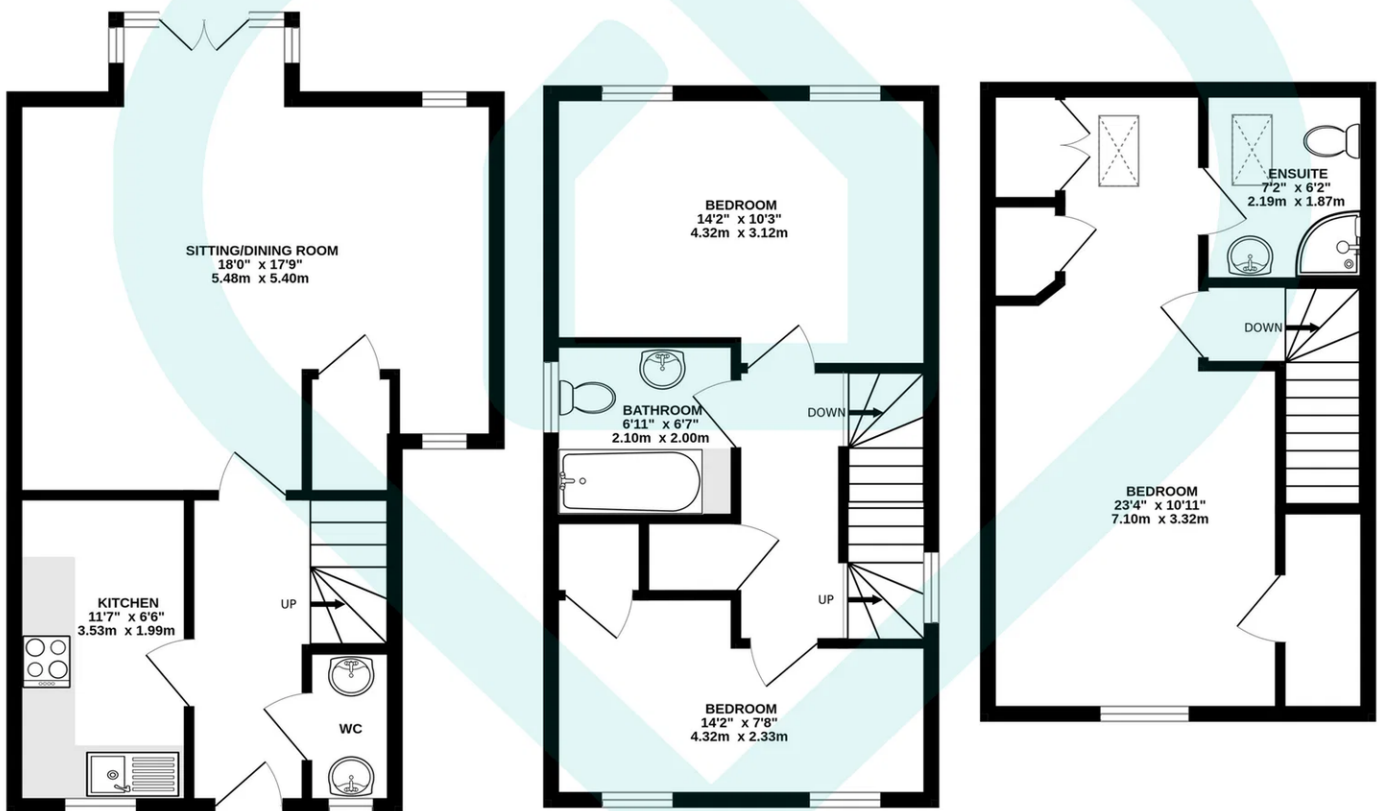 SITTING/DINING ROOM
18'0" x 17'9"
5.48m x 5.40m
KITCHEN
11'7" x 6'6"
3.53m x 1.99m
UP
WC
BEDROOM
14'2" x 10'3"
4.32m x 3.12m
BATHROOM
6'11" x 6'7"
2.10m x 2.00m
DOWN
UP
BEDROOM
14'2" x 7'8"
4.32m x 2.33m
ENSUITE
7'2" x 6'2"
2.19m x 1.87m
DOWN
BEDROOM
23'4" x 10'11"
7.10m x 3.32m